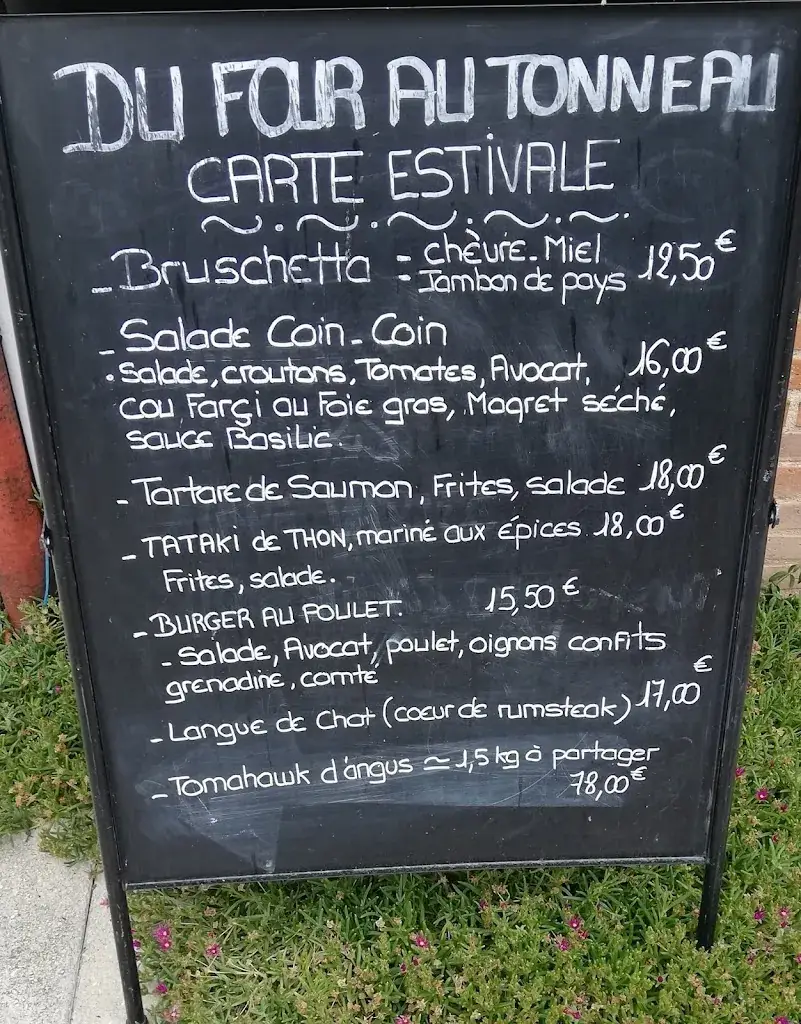 DU FOUR AU TONNEAU
CARTE ESTIVALE
~.~.~.~.~.
- Bruschetta = chèvre - Miel 12,50€
= Jambon de pays
- Salade Coin - Coin
• Salade, croutons, Tomates, Avocat, 16,00€
cou Farçi au Foie gras, Magret séché,
sauce Basilic.
- Tartare de Saumon, Frites, salade 18,00€
- TATAKi de THON, mariné aux épices 18,00€
Frites, salade.
- BURGER AU POULET. 15,50€
- Salade, Avocat, poulet, oignons confits
grenadine, comté
- Langue de Chat (coeur de rumsteak) 17,00€
- Tomahawk d'angus ≃ 1,5 kg à partager
78,00€